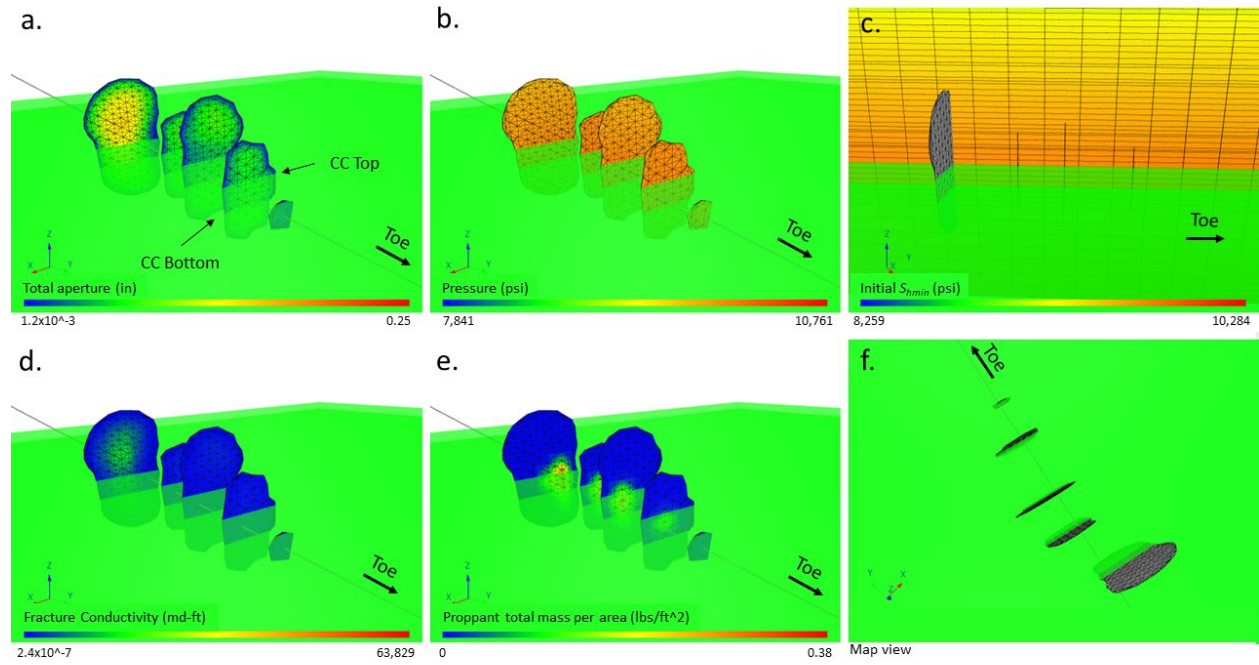 a.
CC Top
CC Bottom
Toe
Z
X
Y
Total aperture (in)
1.2x10^-3
0.25
b.
Toe
Z
X
Y
Pressure (psi)
7,841
10,761
c.
Toe
Z
X
Initial Shmin (psi)
8,259
10,284
d.
Toe
Z
X
Y
Fracture Conductivity (md-ft)
2.4x10^-7
63,829
e.
Toe
Z
X
Y
Proppant total mass per area (lbs/ft^2)
0
0.38
f.
Toe
Y
X
Z
Map view